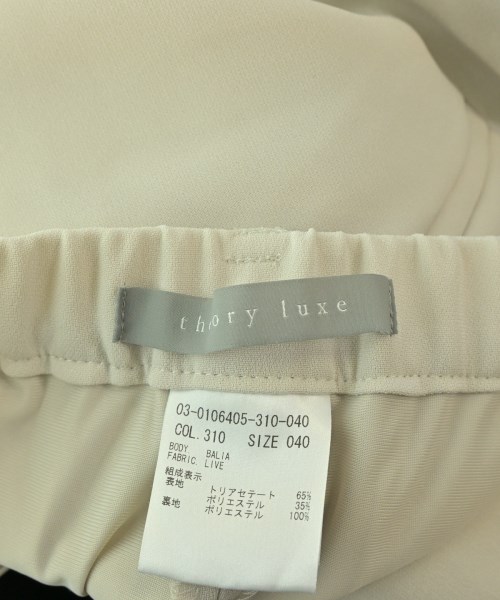 theory luxe
03-0106405-310-040
COL. 310 SIZE 040
BODY BALIA
FABRIC. LIVE
組成表示
表地 トリアセテート 65%
ポリエステル 35%
裏地 ポリエステル 100%